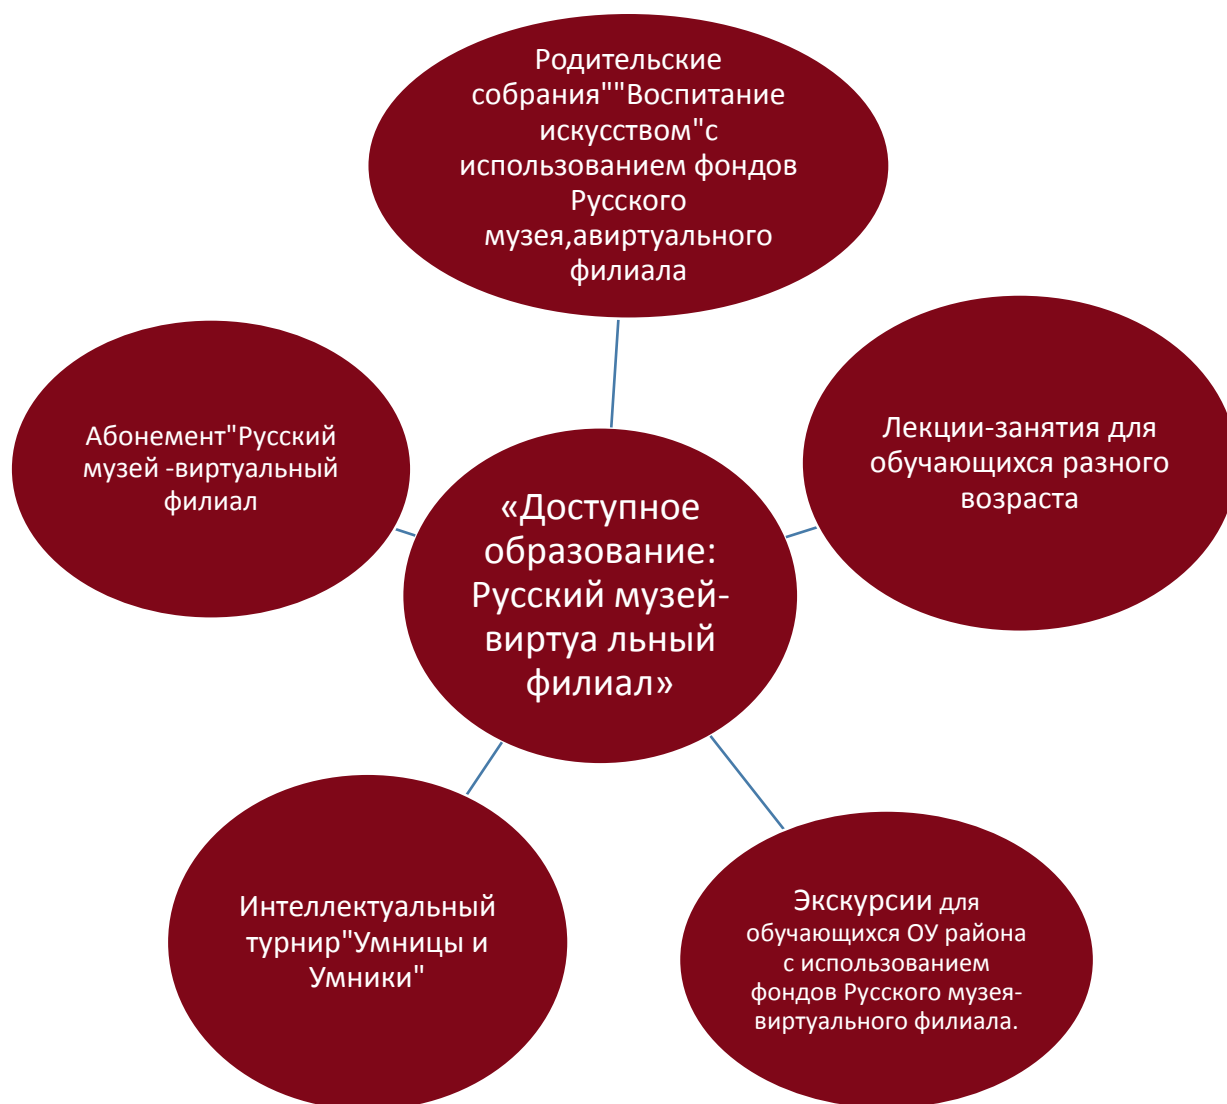 Родительские
собрания""Воспитание
искусством"с
использованием фондов
Русского
музея,авиртуального
филиала
Абонемент"Русский
музей -виртуальный
филиал
Лекции-занятия для
обучающихся разного
возраста
«Доступное
образование:
Русский музей-
виртуа льный
филиал»
Интеллектуальный
турнир"Умницы и
Умники"
Экскурсии для
обучающихся ОУ района
с использованием
фондов Русского музея-
виртуального филиала.